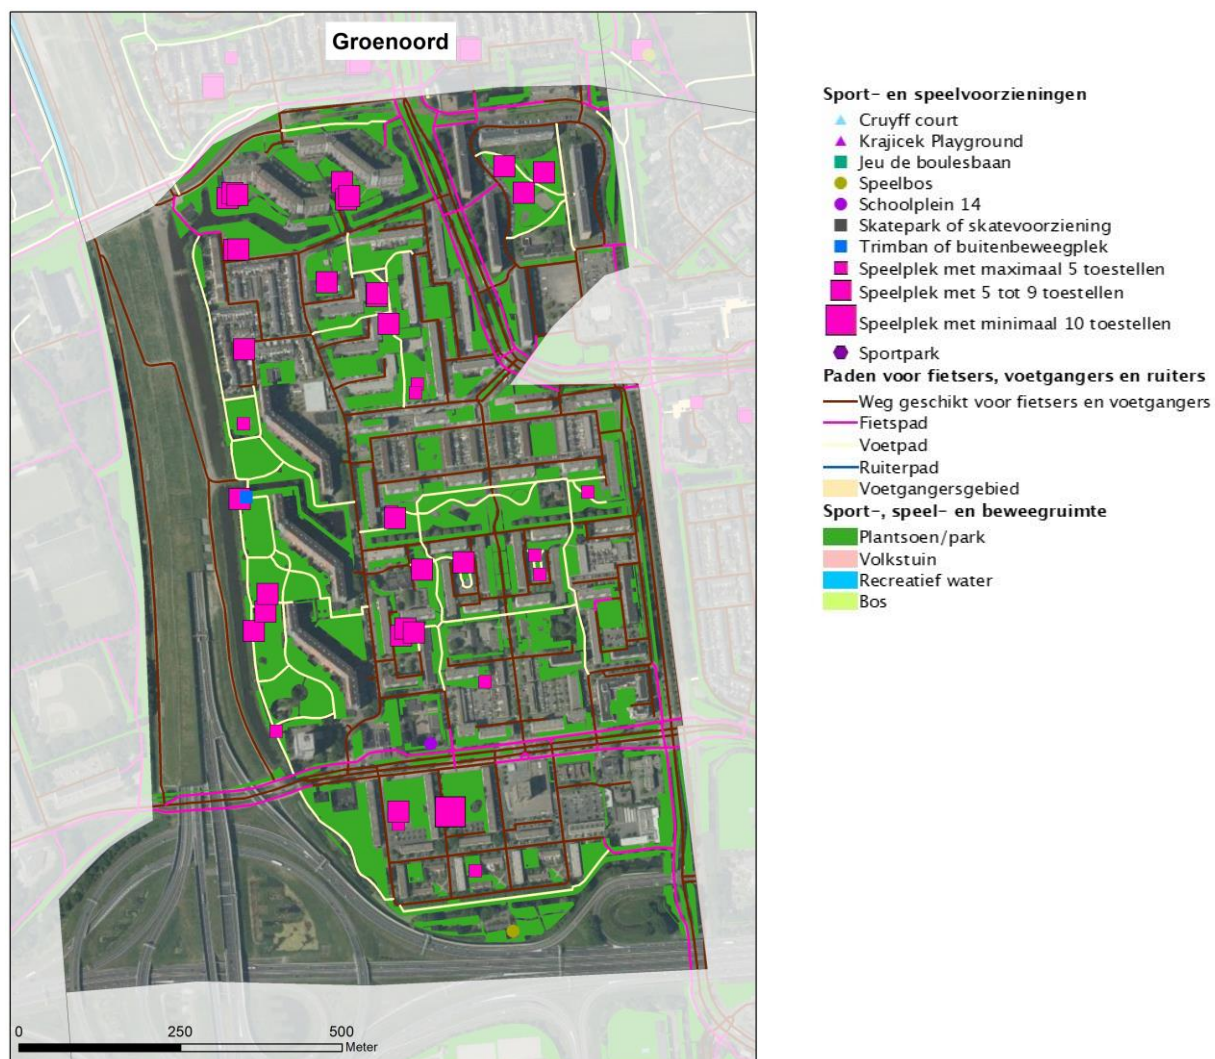 Groenoord
Sport- en speelvoorzieningen
Cruyff court
Krajicek Playground
Jeu de boulesbaan
Speelbos
Schoolplein 14
Skatepark of skatevoorziening
Trimban of buitenbeweegplek
Speelplek met maximaal 5 toestellen
Speelplek met 5 tot 9 toestellen
Speelplek met minimaal 10 toestellen
Sportpark
Paden voor fietsers, voetgangers en ruiters
Weg geschikt voor fietsers en voetgangers
Fietspad
Voetpad
Ruiterpad
Voetgangersgebied
Sport-, speel- en beweegruimte
Plantsoen/park
Volkstuin
Recreatief water
Bos
0 250 500
Meter